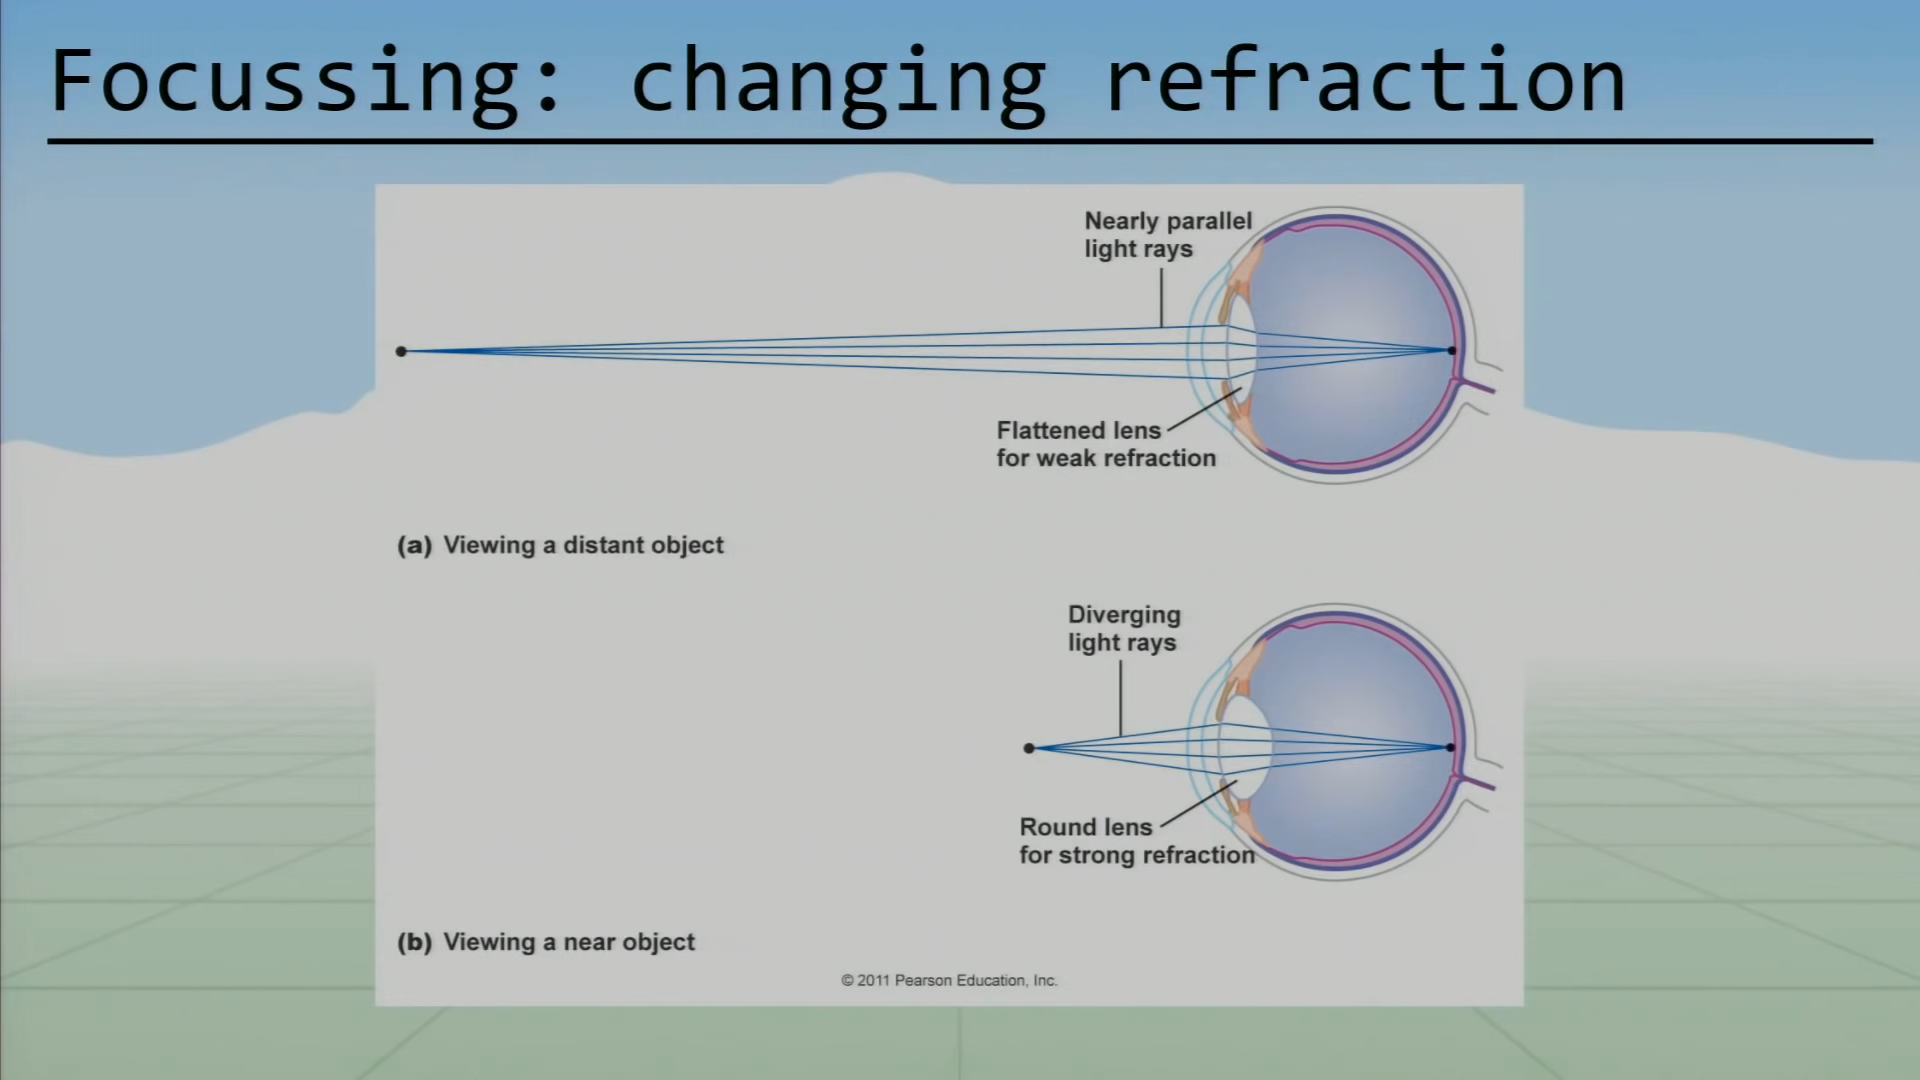 Focussing: changing refraction
Nearly parallel
light rays
Flattened lens
for weak refraction
(a) Viewing a distant object
Diverging
light rays
Round lens
for strong refraction
(b) Viewing a near object
© 2011 Pearson Education, Inc.